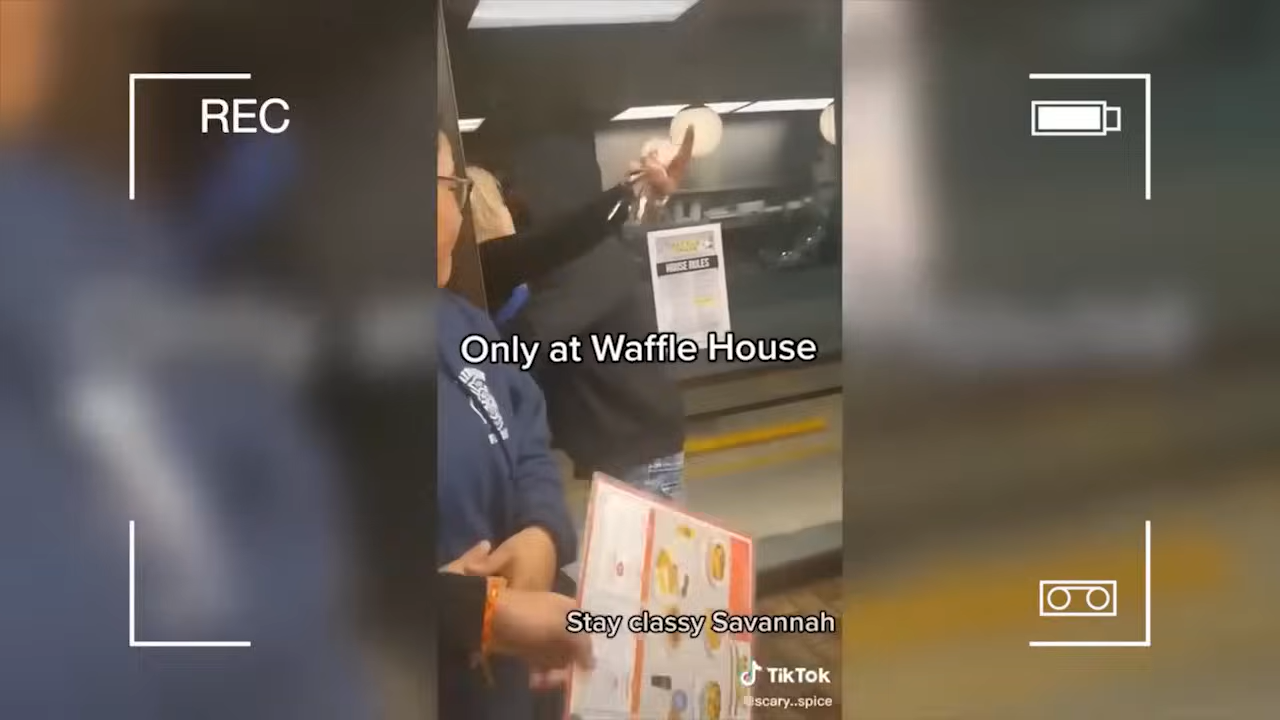 REC
HOUSE RULES
Only at Waffle House
Stay classy Savannah
TikTok
@scary..spice